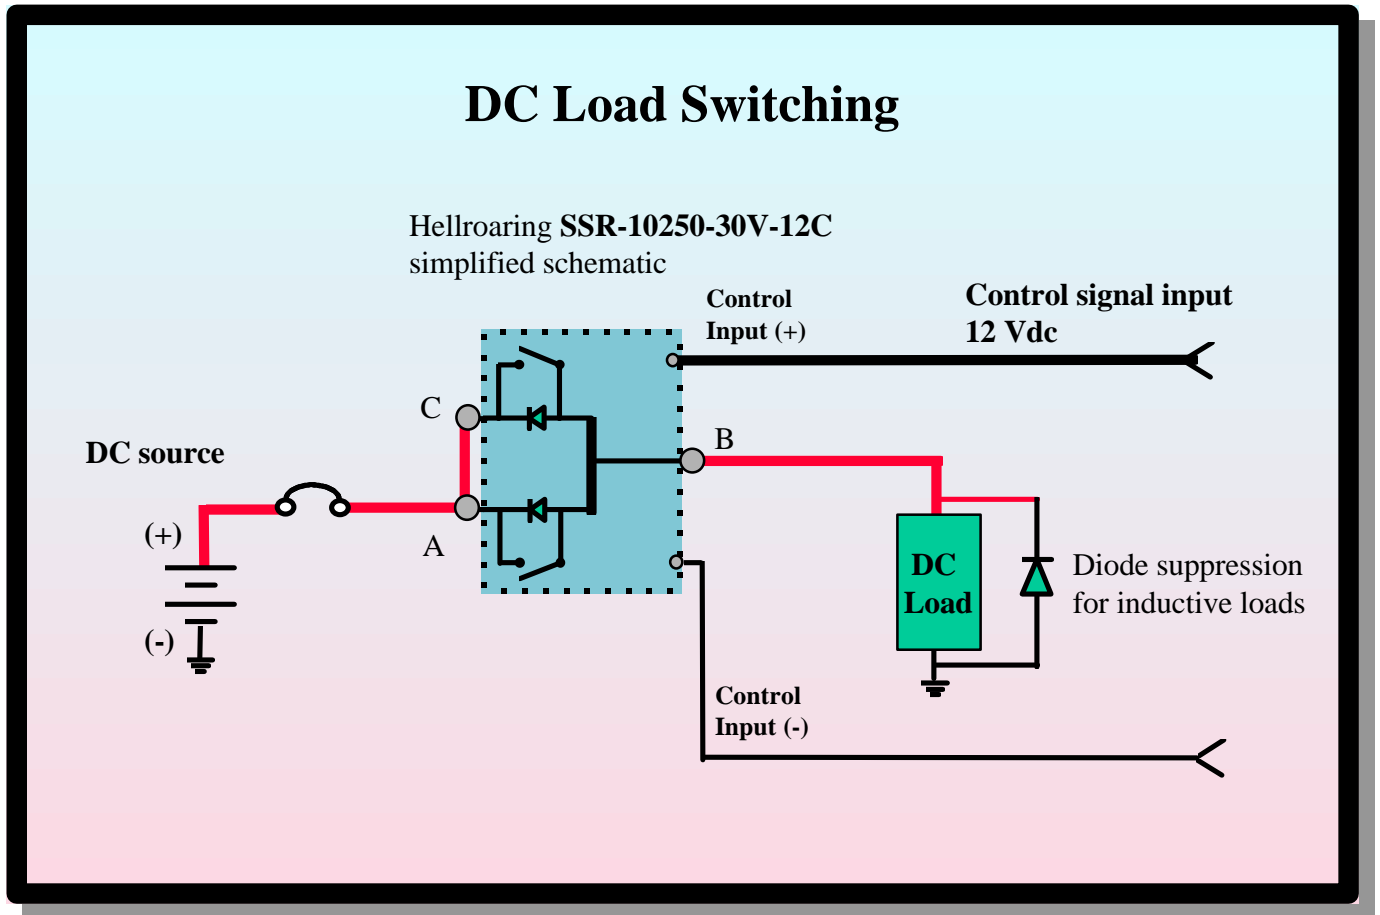 DC Load Switching
Hellroaring SSR-10250-30V-12C
simplified schematic
Control
Input (+)
Control signal input
12 Vdc
C
B
DC source
(+)
A
(-)
DC
Load
Diode suppression
for inductive loads
Control
Input (-)